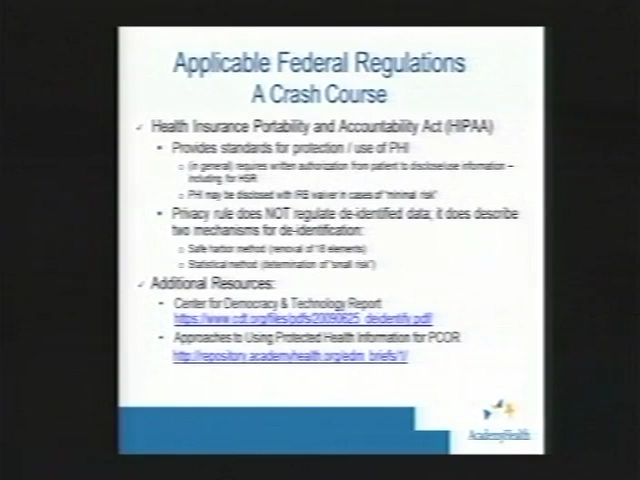 Applicable Federal Regulations
A Crash Course
✓ Health Insurance Portability and Accountability Act (HIPAA)
• Provides standards for protection / use of PHI
o (in general) requires written authorization from patient to disclose/use information –
including for HSR
o PHI may be disclosed with IRB waiver in cases of "minimal risk"
• Privacy rule does NOT regulate de-identified data; it does describe
two mechanisms for de-identification:
o Safe harbor method (removal of 18 elements)
o Statistical method (determination of "small risk")
✓ Additional Resources:
• Center for Democracy & Technology Report
https://www.cdt.org/files/pdfs/20090625_deidentify.pdf/
• Approaches to Using Protected Health Information for PCOR
http://repository.academyhealth.org/edm_briefs/1/
AcademyHealth